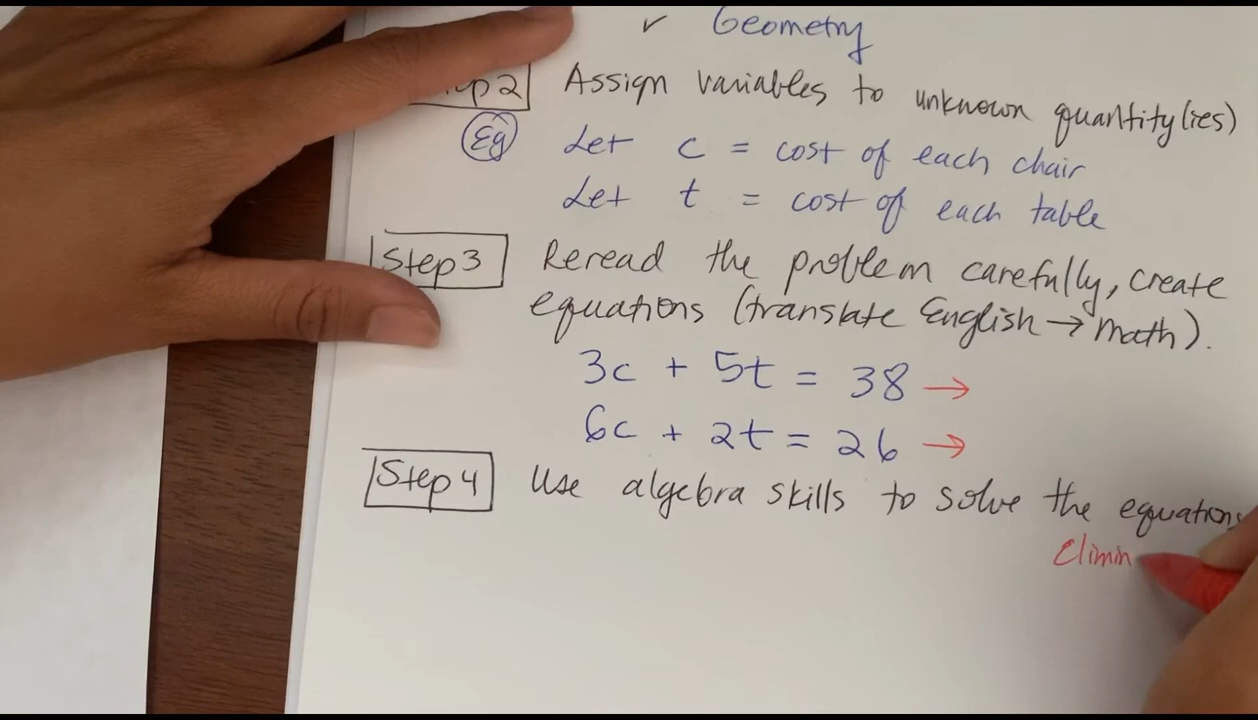 ✓ Geometry
Assign variables to unknown quantity(ies)
Eg Let c = cost of each chair
Let t = cost of each table
Step 3 Reread the problem carefully, create
equations (translate English → math).
3c + 5t = 38 →
6c + 2t = 26 →
Step 4 Use algebra skills to solve the equations
Elimin